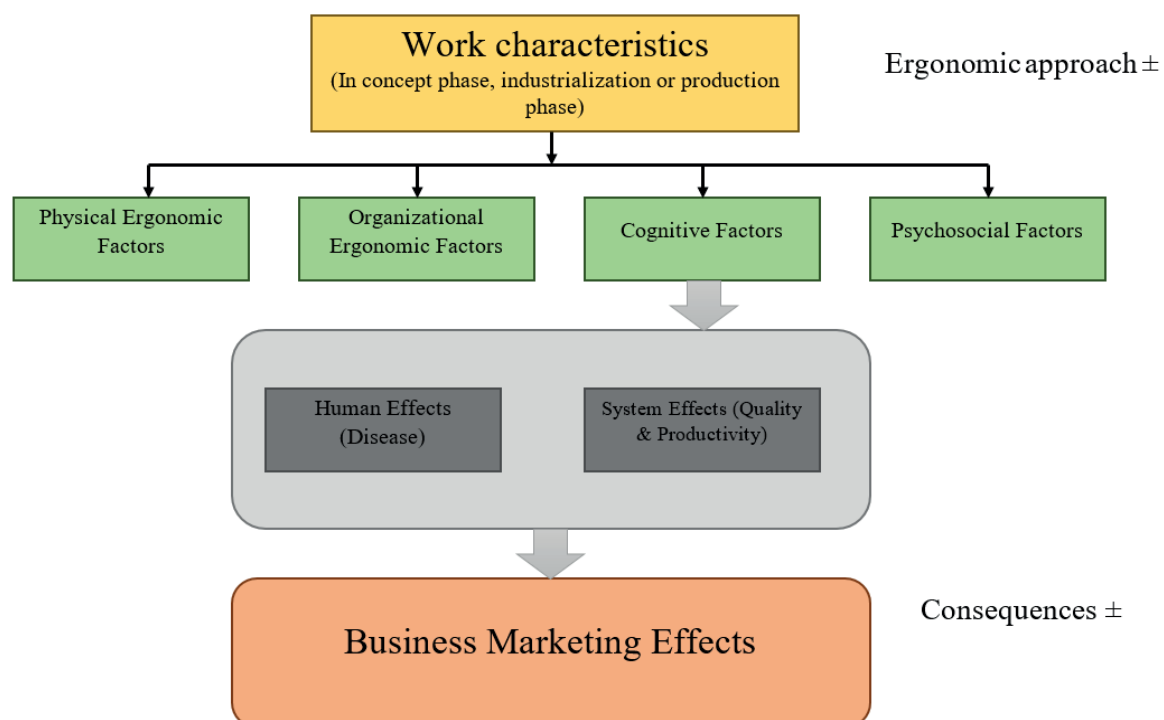 Work characteristics
(In concept phase, industrialization or production
phase)
Ergonomic approach ±
Physical Ergonomic
Factors
Organizational
Ergonomic Factors
Cognitive Factors
Psychosocial Factors
Human Effects
(Disease)
System Effects (Quality
& Productivity)
Business Marketing Effects
Consequences ±